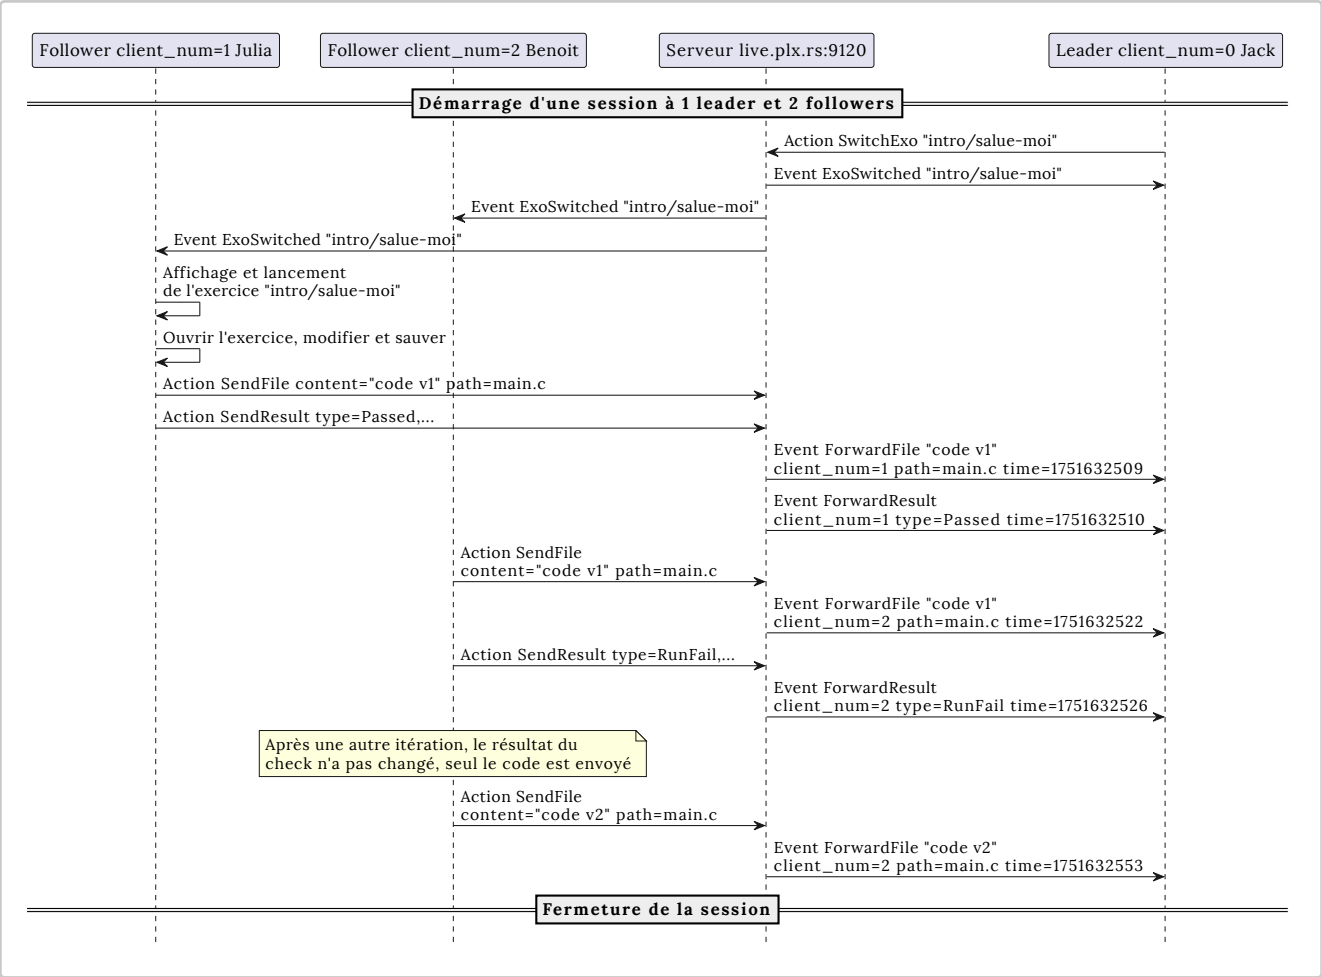 Follower client_num=1 Julia
Follower client_num=2 Benoit
Serveur live.plx.rs:9120
Leader client_num=0 Jack
Démarrage d'une session à 1 leader et 2 followers
Action SwitchExo "intro/salue-moi"
Event ExoSwitched "intro/salue-moi"
Event ExoSwitched "intro/salue-moi"
Event ExoSwitched "intro/salue-moi"
Affichage et lancement
de l'exercice "intro/salue-moi"
Ouvrir l'exercice, modifier et sauver
Action SendFile content="code v1" path=main.c
Action SendResult type=Passed,...
Event ForwardFile "code v1"
client_num=1 path=main.c time=1751632509
Event ForwardResult
client_num=1 type=Passed time=1751632510
Action SendFile
content="code v1" path=main.c
Event ForwardFile "code v1"
client_num=2 path=main.c time=1751632522
Action SendResult type=RunFail,...
Event ForwardResult
client_num=2 type=RunFail time=1751632526
Après une autre itération, le résultat du
check n'a pas changé, seul le code est envoyé
Action SendFile
content="code v2" path=main.c
Event ForwardFile "code v2"
client_num=2 path=main.c time=1751632553
Fermeture de la session